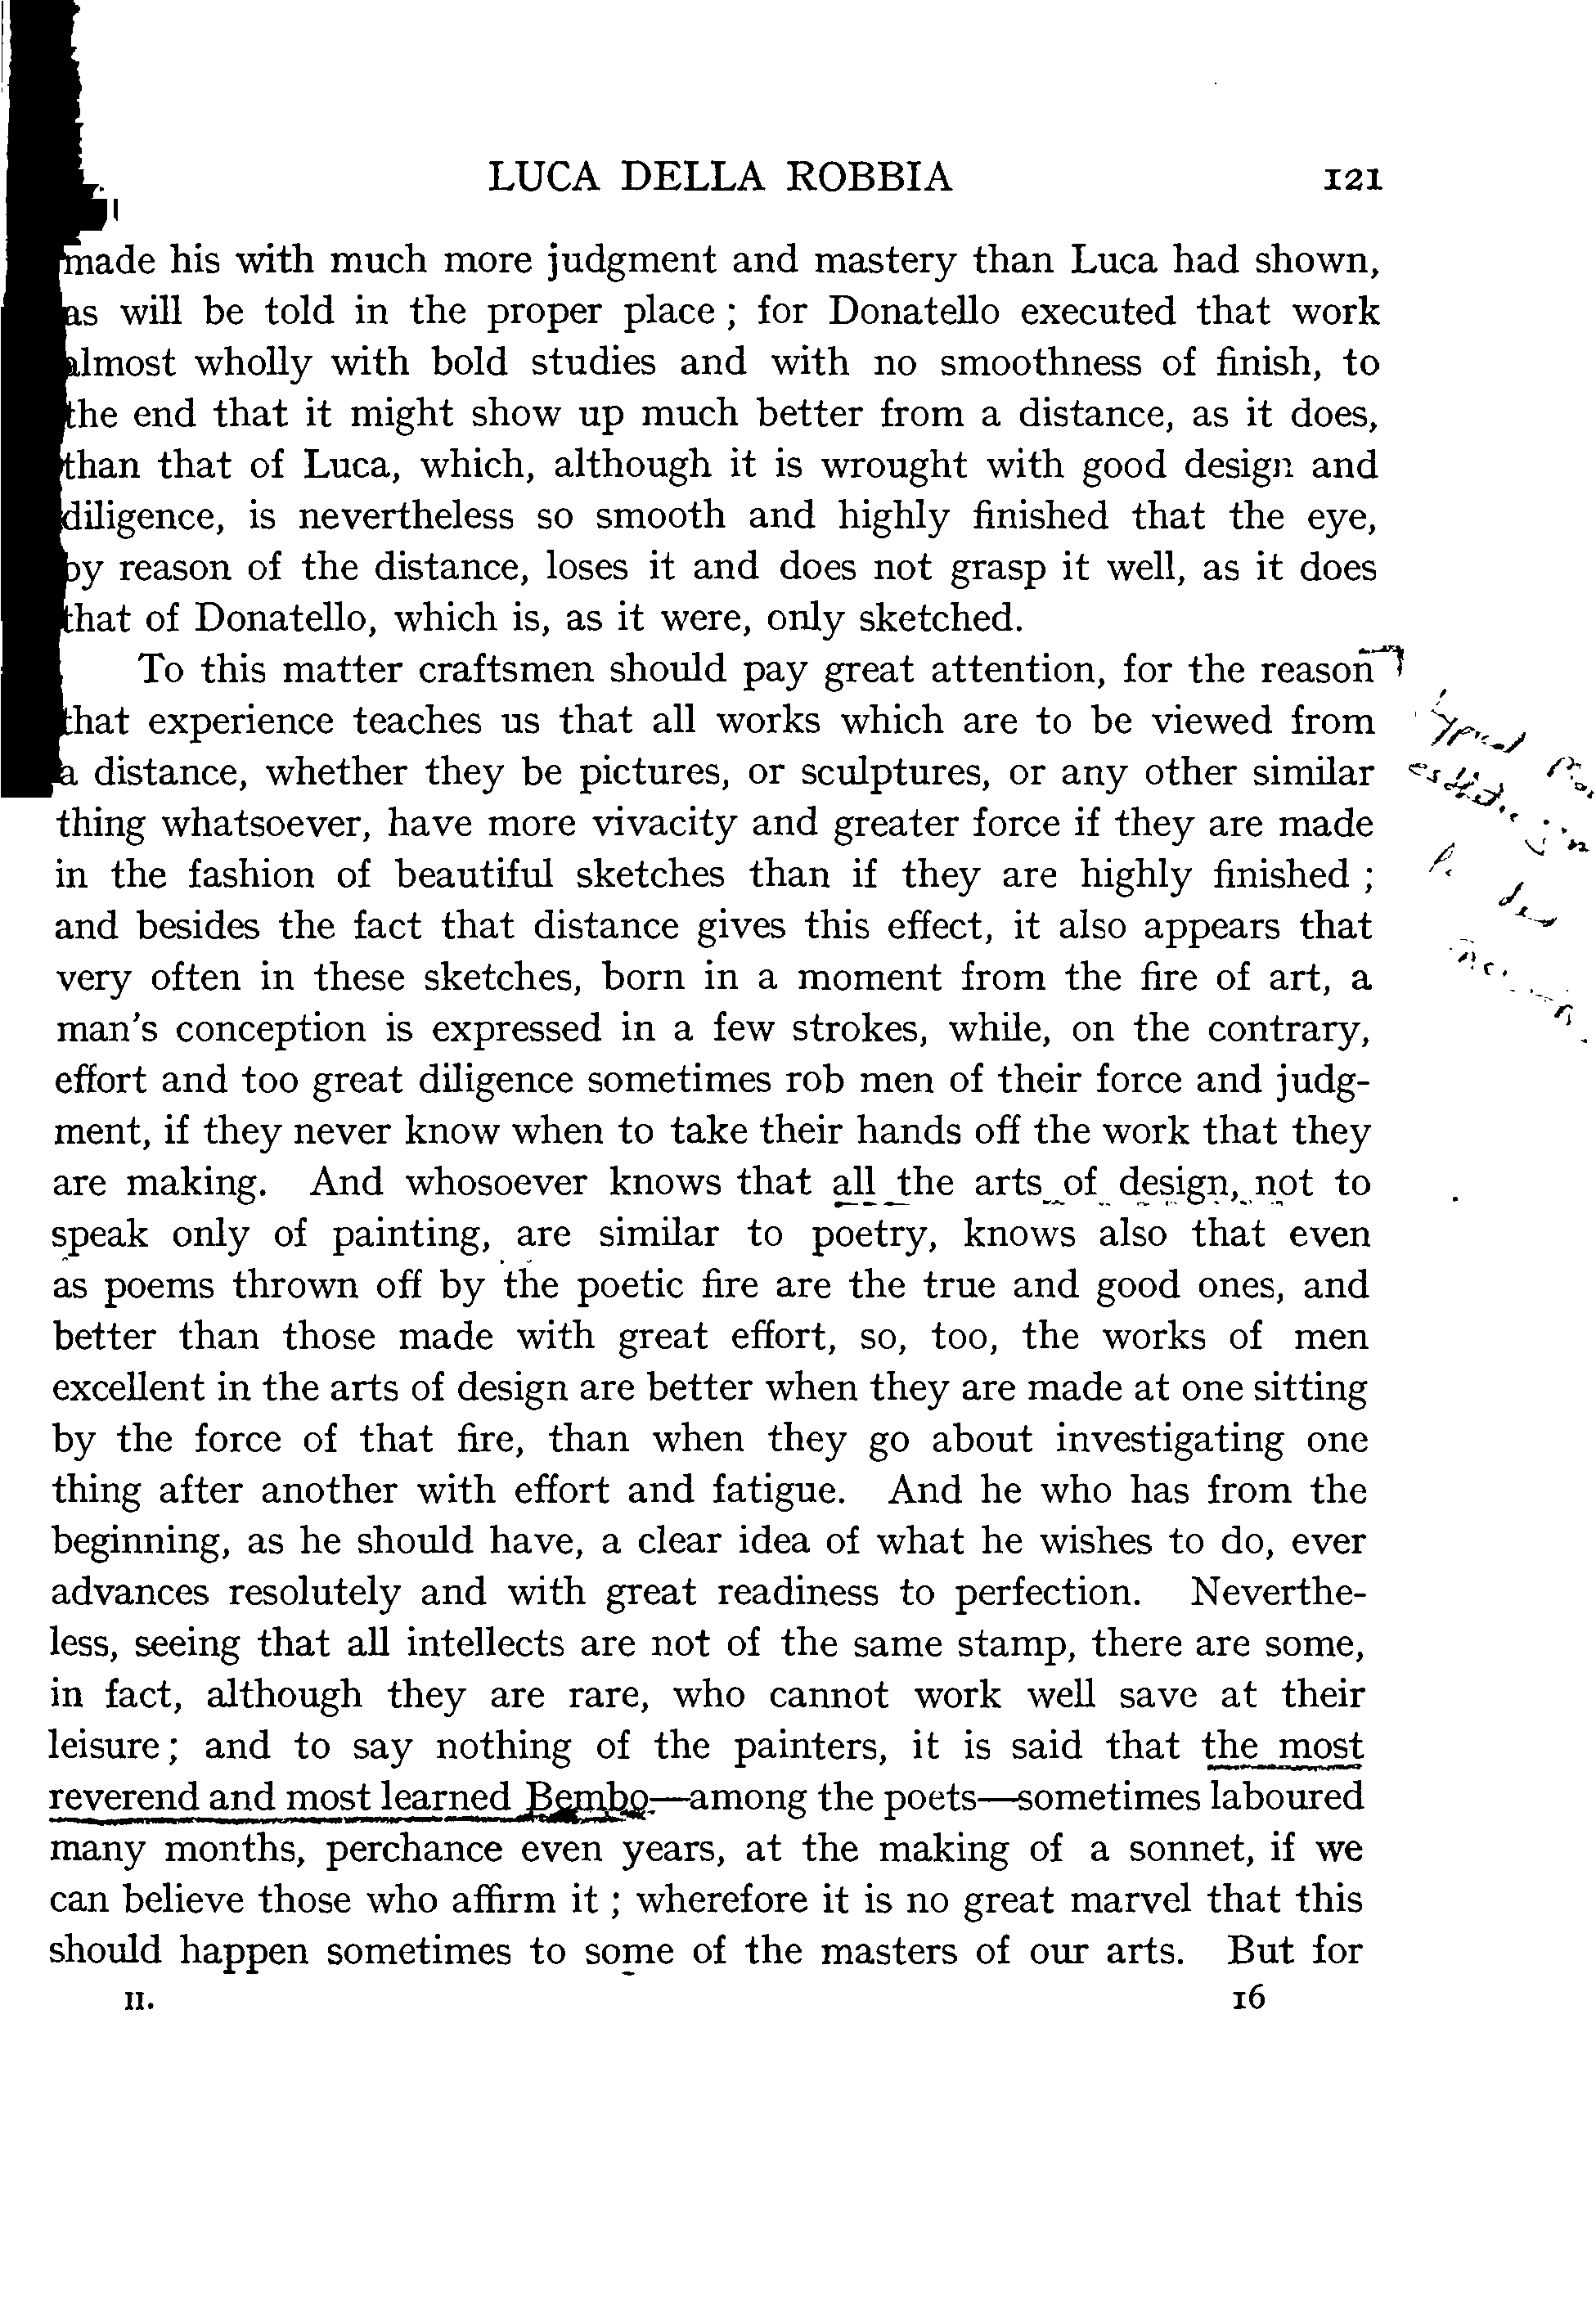 LUCA DELLA ROBBIA 121
made his with much more judgment and mastery than Luca had shown,
as will be told in the proper place ; for Donatello executed that work
almost wholly with bold studies and with no smoothness of finish, to
the end that it might show up much better from a distance, as it does,
than that of Luca, which, although it is wrought with good design and
diligence, is nevertheless so smooth and highly finished that the eye,
by reason of the distance, loses it and does not grasp it well, as it does
that of Donatello, which is, as it were, only sketched.
To this matter craftsmen should pay great attention, for the reason
that experience teaches us that all works which are to be viewed from
a distance, whether they be pictures, or sculptures, or any other similar
thing whatsoever, have more vivacity and greater force if they are made
in the fashion of beautiful sketches than if they are highly finished ;
and besides the fact that distance gives this effect, it also appears that
very often in these sketches, born in a moment from the fire of art, a
man's conception is expressed in a few strokes, while, on the contrary,
effort and too great diligence sometimes rob men of their force and judg-
ment, if they never know when to take their hands off the work that they
are making. And whosoever knows that all the arts of design, not to
speak only of painting, are similar to poetry, knows also that even
as poems thrown off by the poetic fire are the true and good ones, and
better than those made with great effort, so, too, the works of men
excellent in the arts of design are better when they are made at one sitting
by the force of that fire, than when they go about investigating one
thing after another with effort and fatigue. And he who has from the
beginning, as he should have, a clear idea of what he wishes to do, ever
advances resolutely and with great readiness to perfection. Neverthe-
less, seeing that all intellects are not of the same stamp, there are some,
in fact, although they are rare, who cannot work well save at their
leisure; and to say nothing of the painters, it is said that the most
reverend and most learned Bembo—among the poets—sometimes laboured
many months, perchance even years, at the making of a sonnet, if we
can believe those who affirm it ; wherefore it is no great marvel that this
should happen sometimes to some of the masters of our arts. But for
II. 16